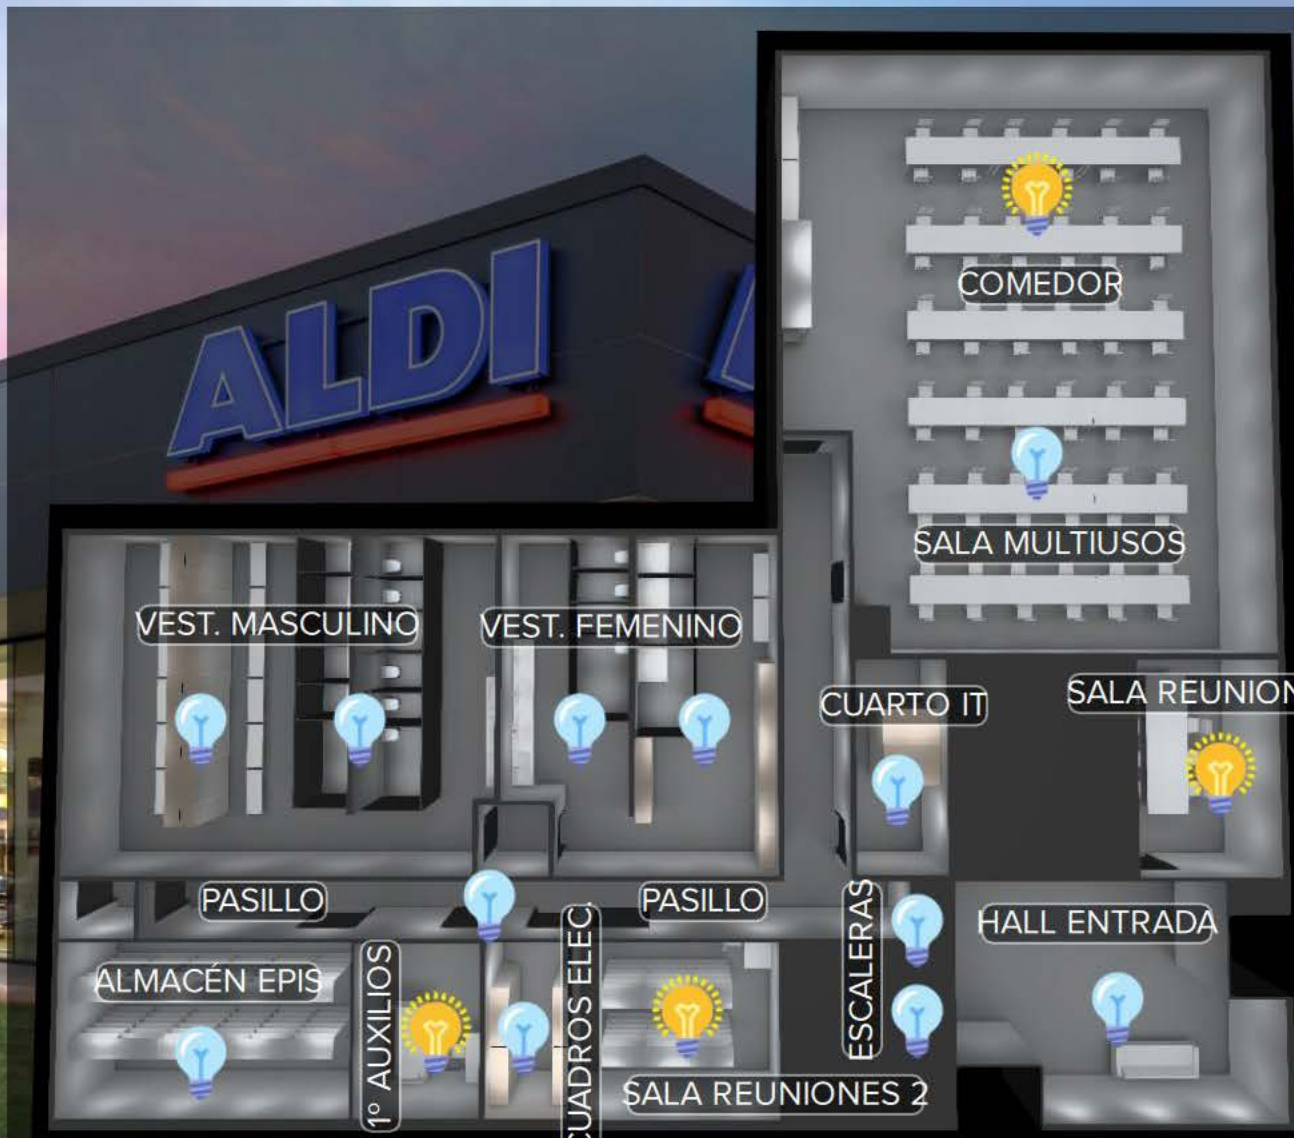 ALDI
COMEDOR
SALA MULTIUSOS
VEST. MASCULINO
VEST. FEMENINO
CUARTO IT
SALA REUNION
PASILLO
PASILLO
ESCALERAS
HALL ENTRADA
ALMACÉN EPIS
1º AUXILIOS
CUADROS ELEC.
SALA REUNIONES 2